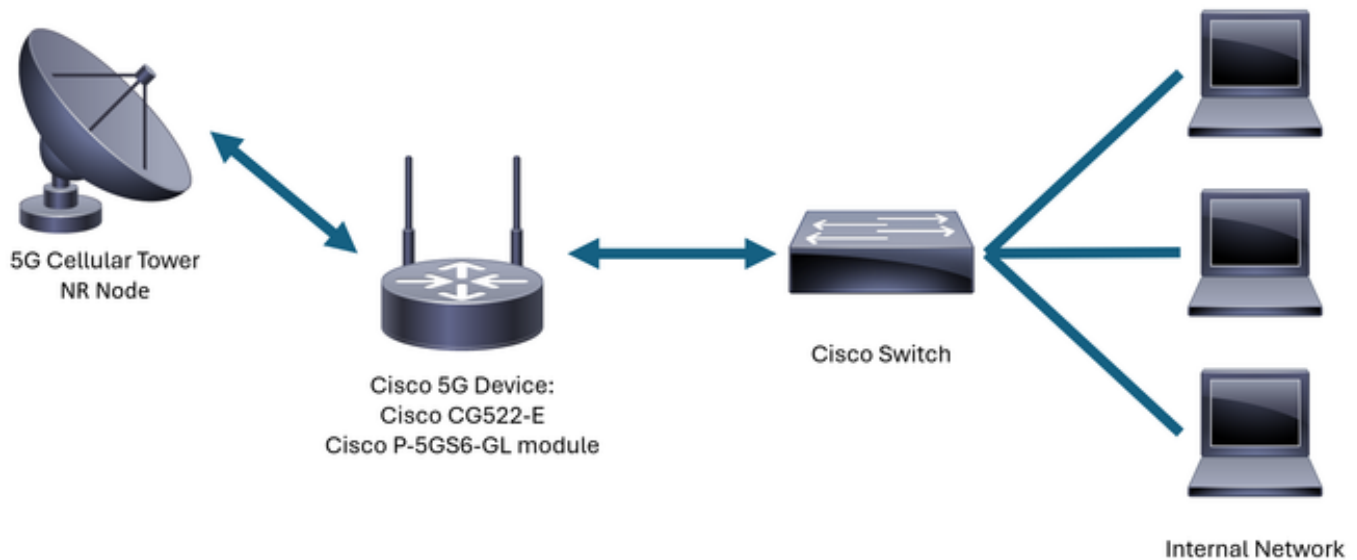 5G Cellular Tower
NR Node
Cisco 5G Device:
Cisco CG522-E
Cisco P-5GS6-GL module
Cisco Switch
Internal Network